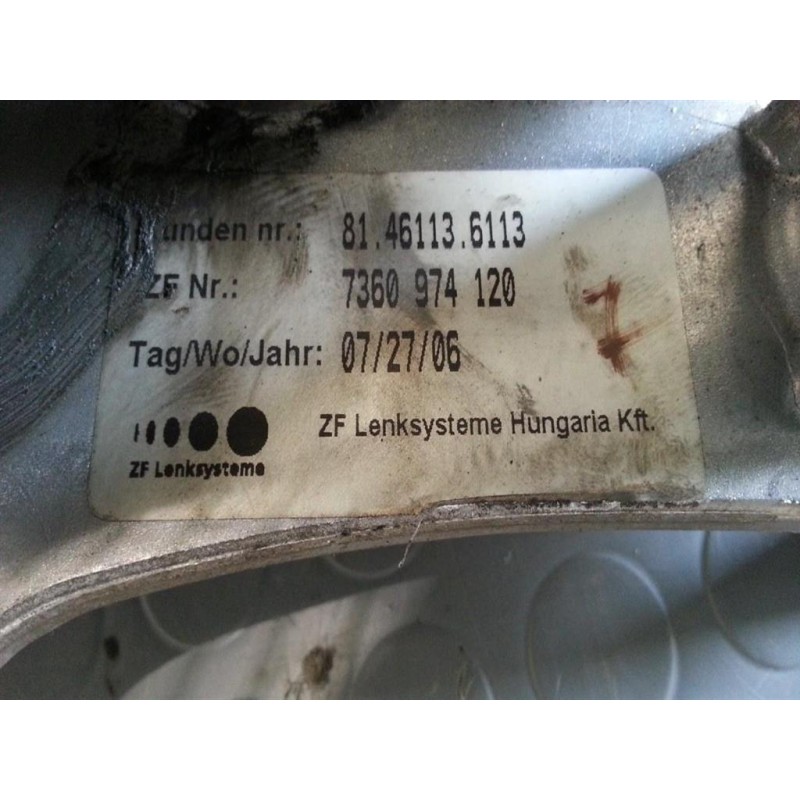 unden nr.: 81.46113.6113
ZF Nr.: 7360 974 120
Tag/Wo/Jahr: 07/27/06
ZF Lenksysteme Hungaria Kft.
ZF Lenksysteme